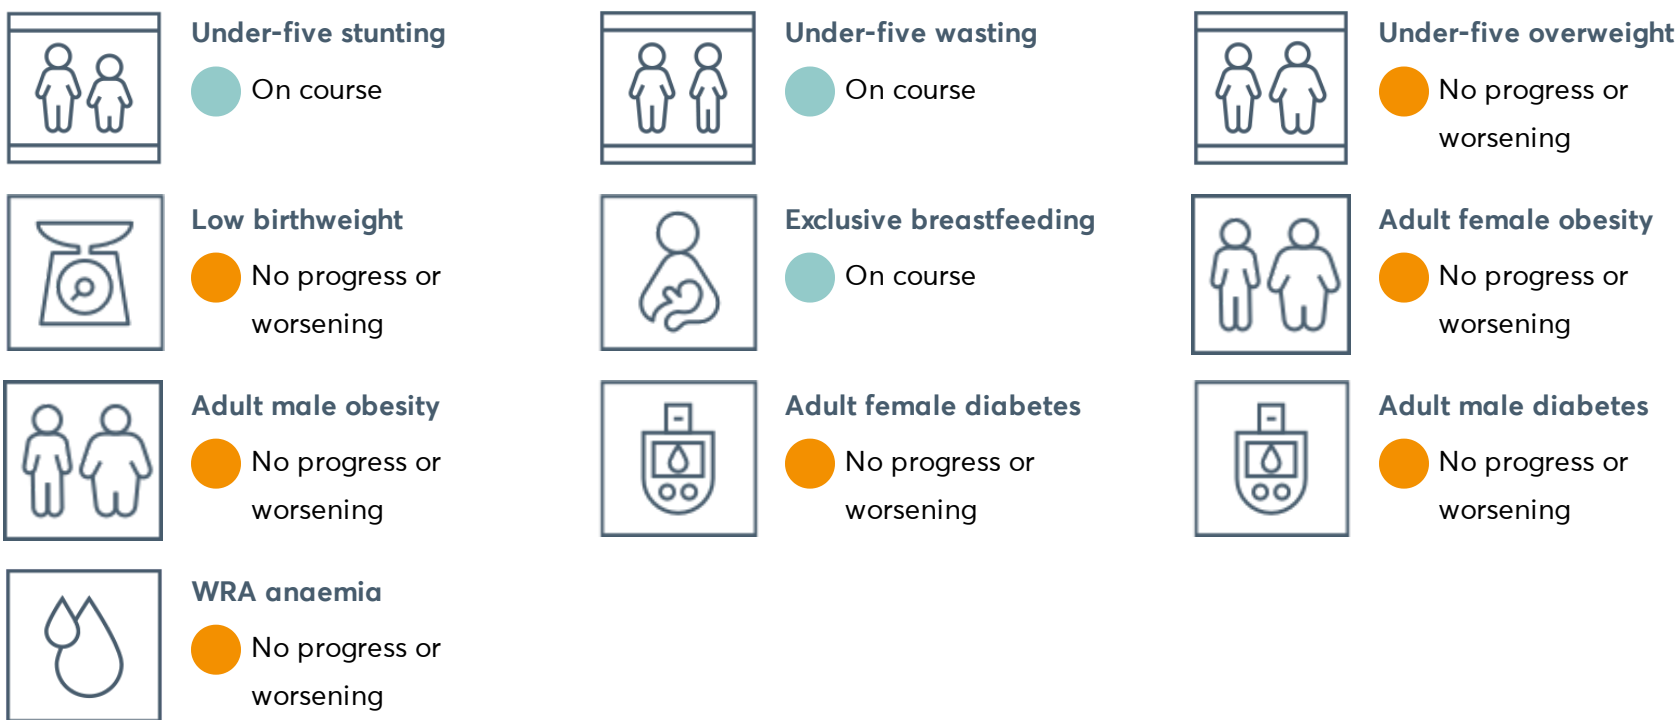 Under-five stunting
On course
Under-five wasting
On course
Under-five overweight
No progress or
worsening
Low birthweight
No progress or
worsening
Exclusive breastfeeding
On course
Adult female obesity
No progress or
worsening
Adult male obesity
No progress or
worsening
Adult female diabetes
No progress or
worsening
Adult male diabetes
No progress or
worsening
WRA anaemia
No progress or
worsening